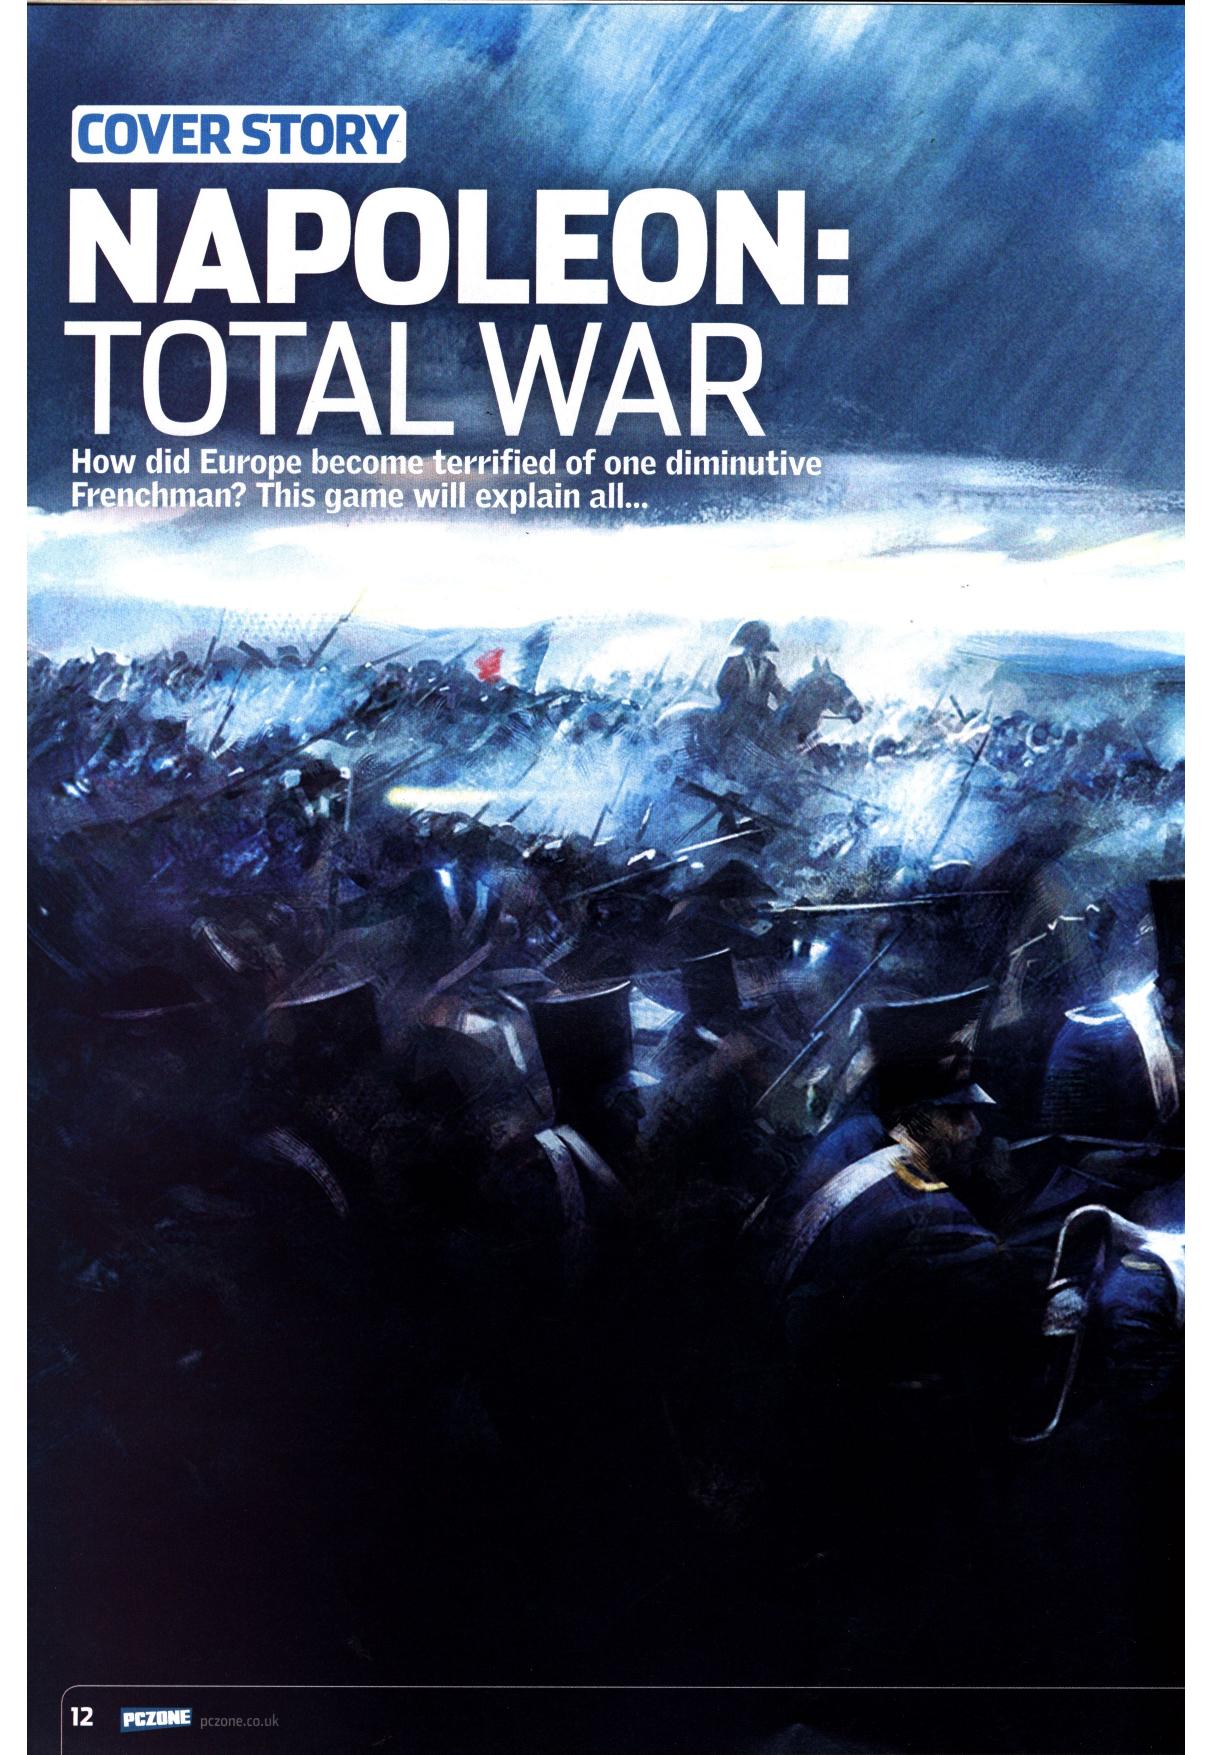 COVER STORY
NAPOLEON:
TOTAL WAR
How did Europe become terrified of one diminutive
Frenchman? This game will explain all...
12 PCZONE pczone.co.uk